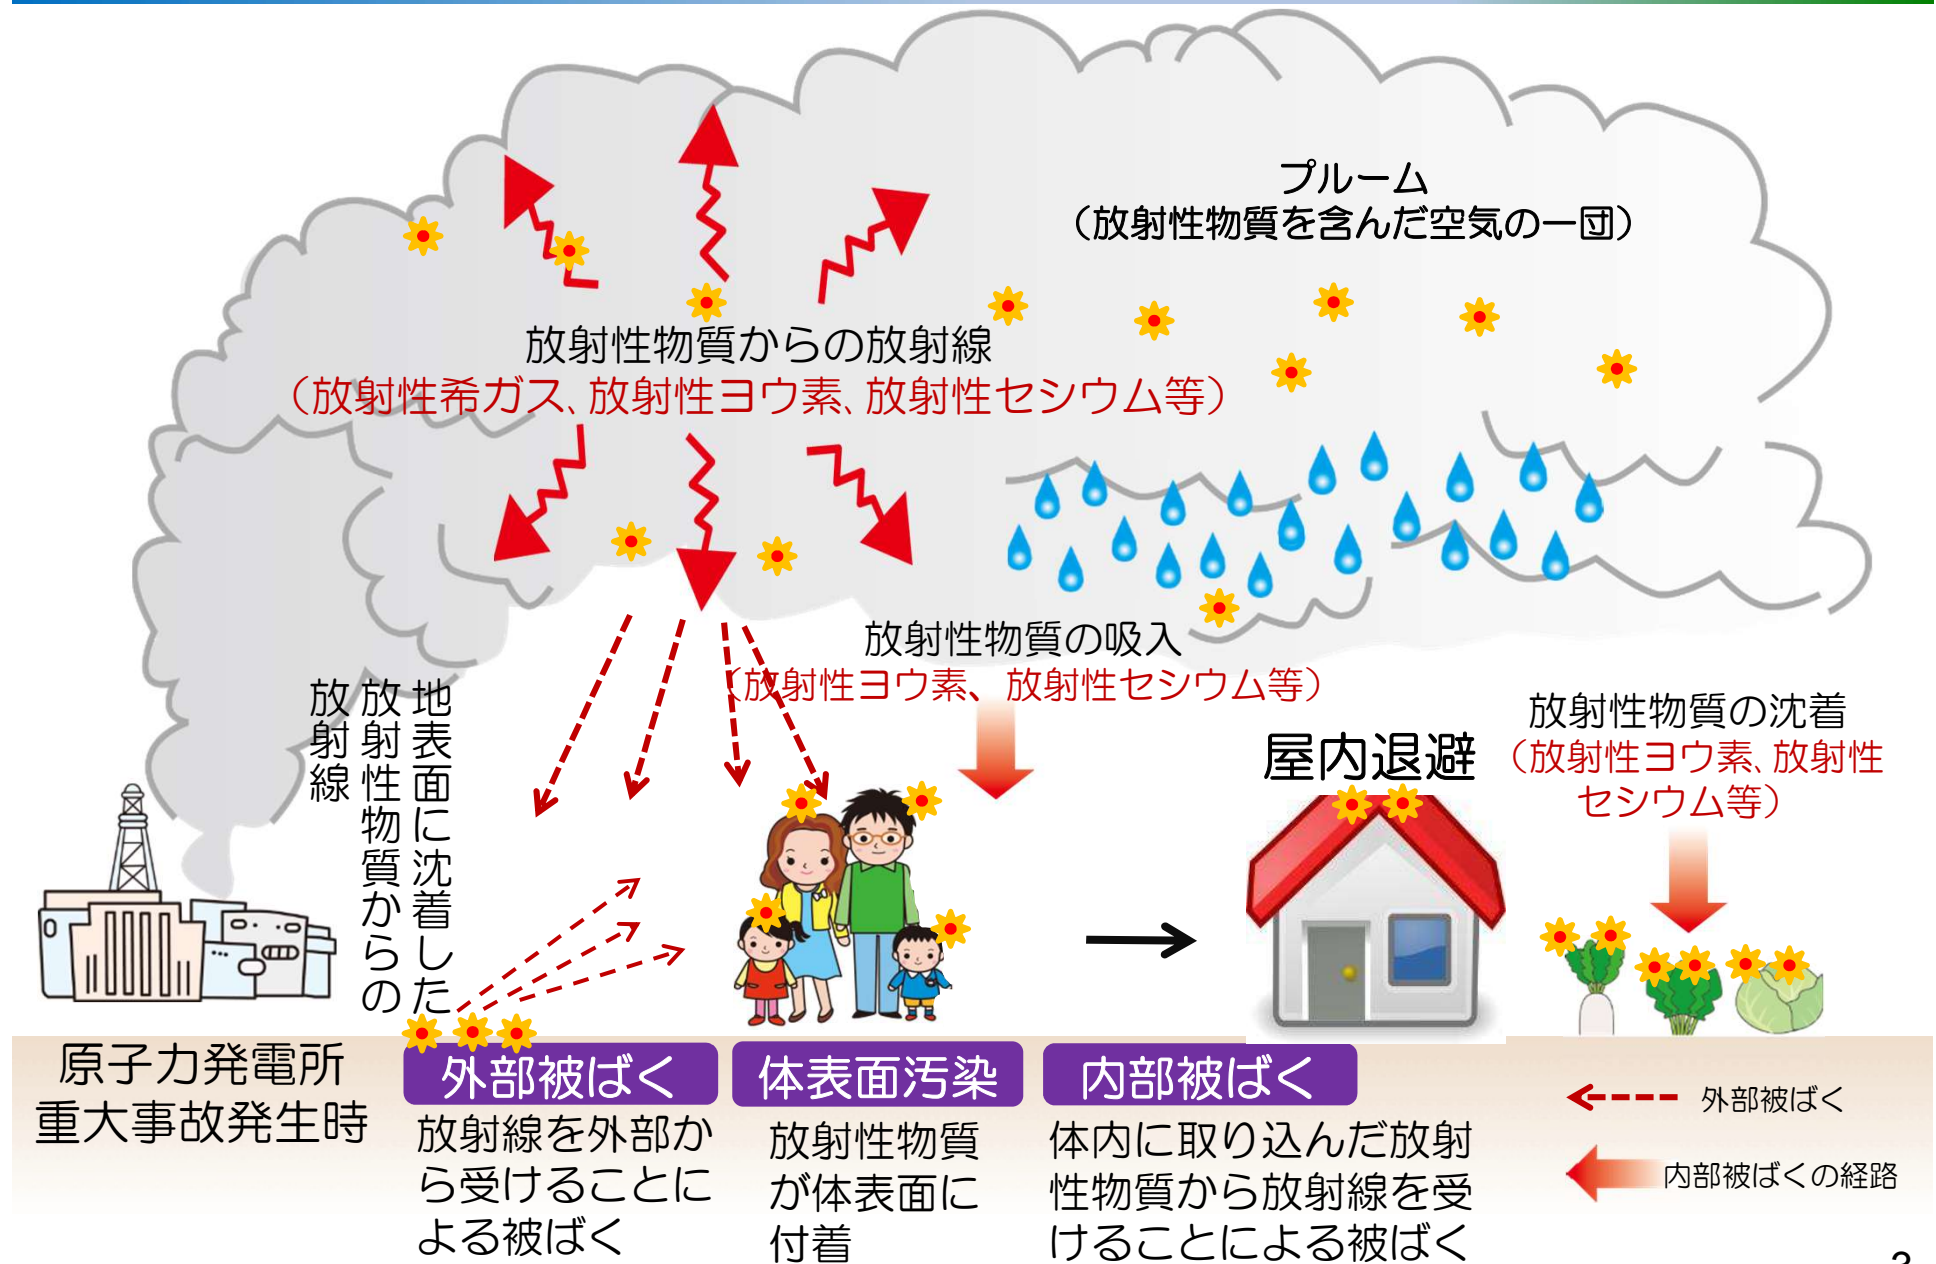 プルーム
（放射性物質を含んだ空気の一団）
放射性物質からの放射線
（放射性希ガス、放射性ヨウ素、放射性セシウム等）
放射性物質の吸入
（放射性ヨウ素、放射性セシウム等）
地表面に沈着した
放射性物質からの
放射線
屋内退避
放射性物質の沈着
（放射性ヨウ素、放射性
セシウム等）
原子力発電所
重大事故発生時
外部被ばく
放射線を外部か
ら受けることに
よる被ばく
体表面汚染
放射性物質
が体表面に
付着
内部被ばく
体内に取り込んだ放射
性物質から放射線を受
けることによる被ばく
外部被ばく
内部被ばくの経路